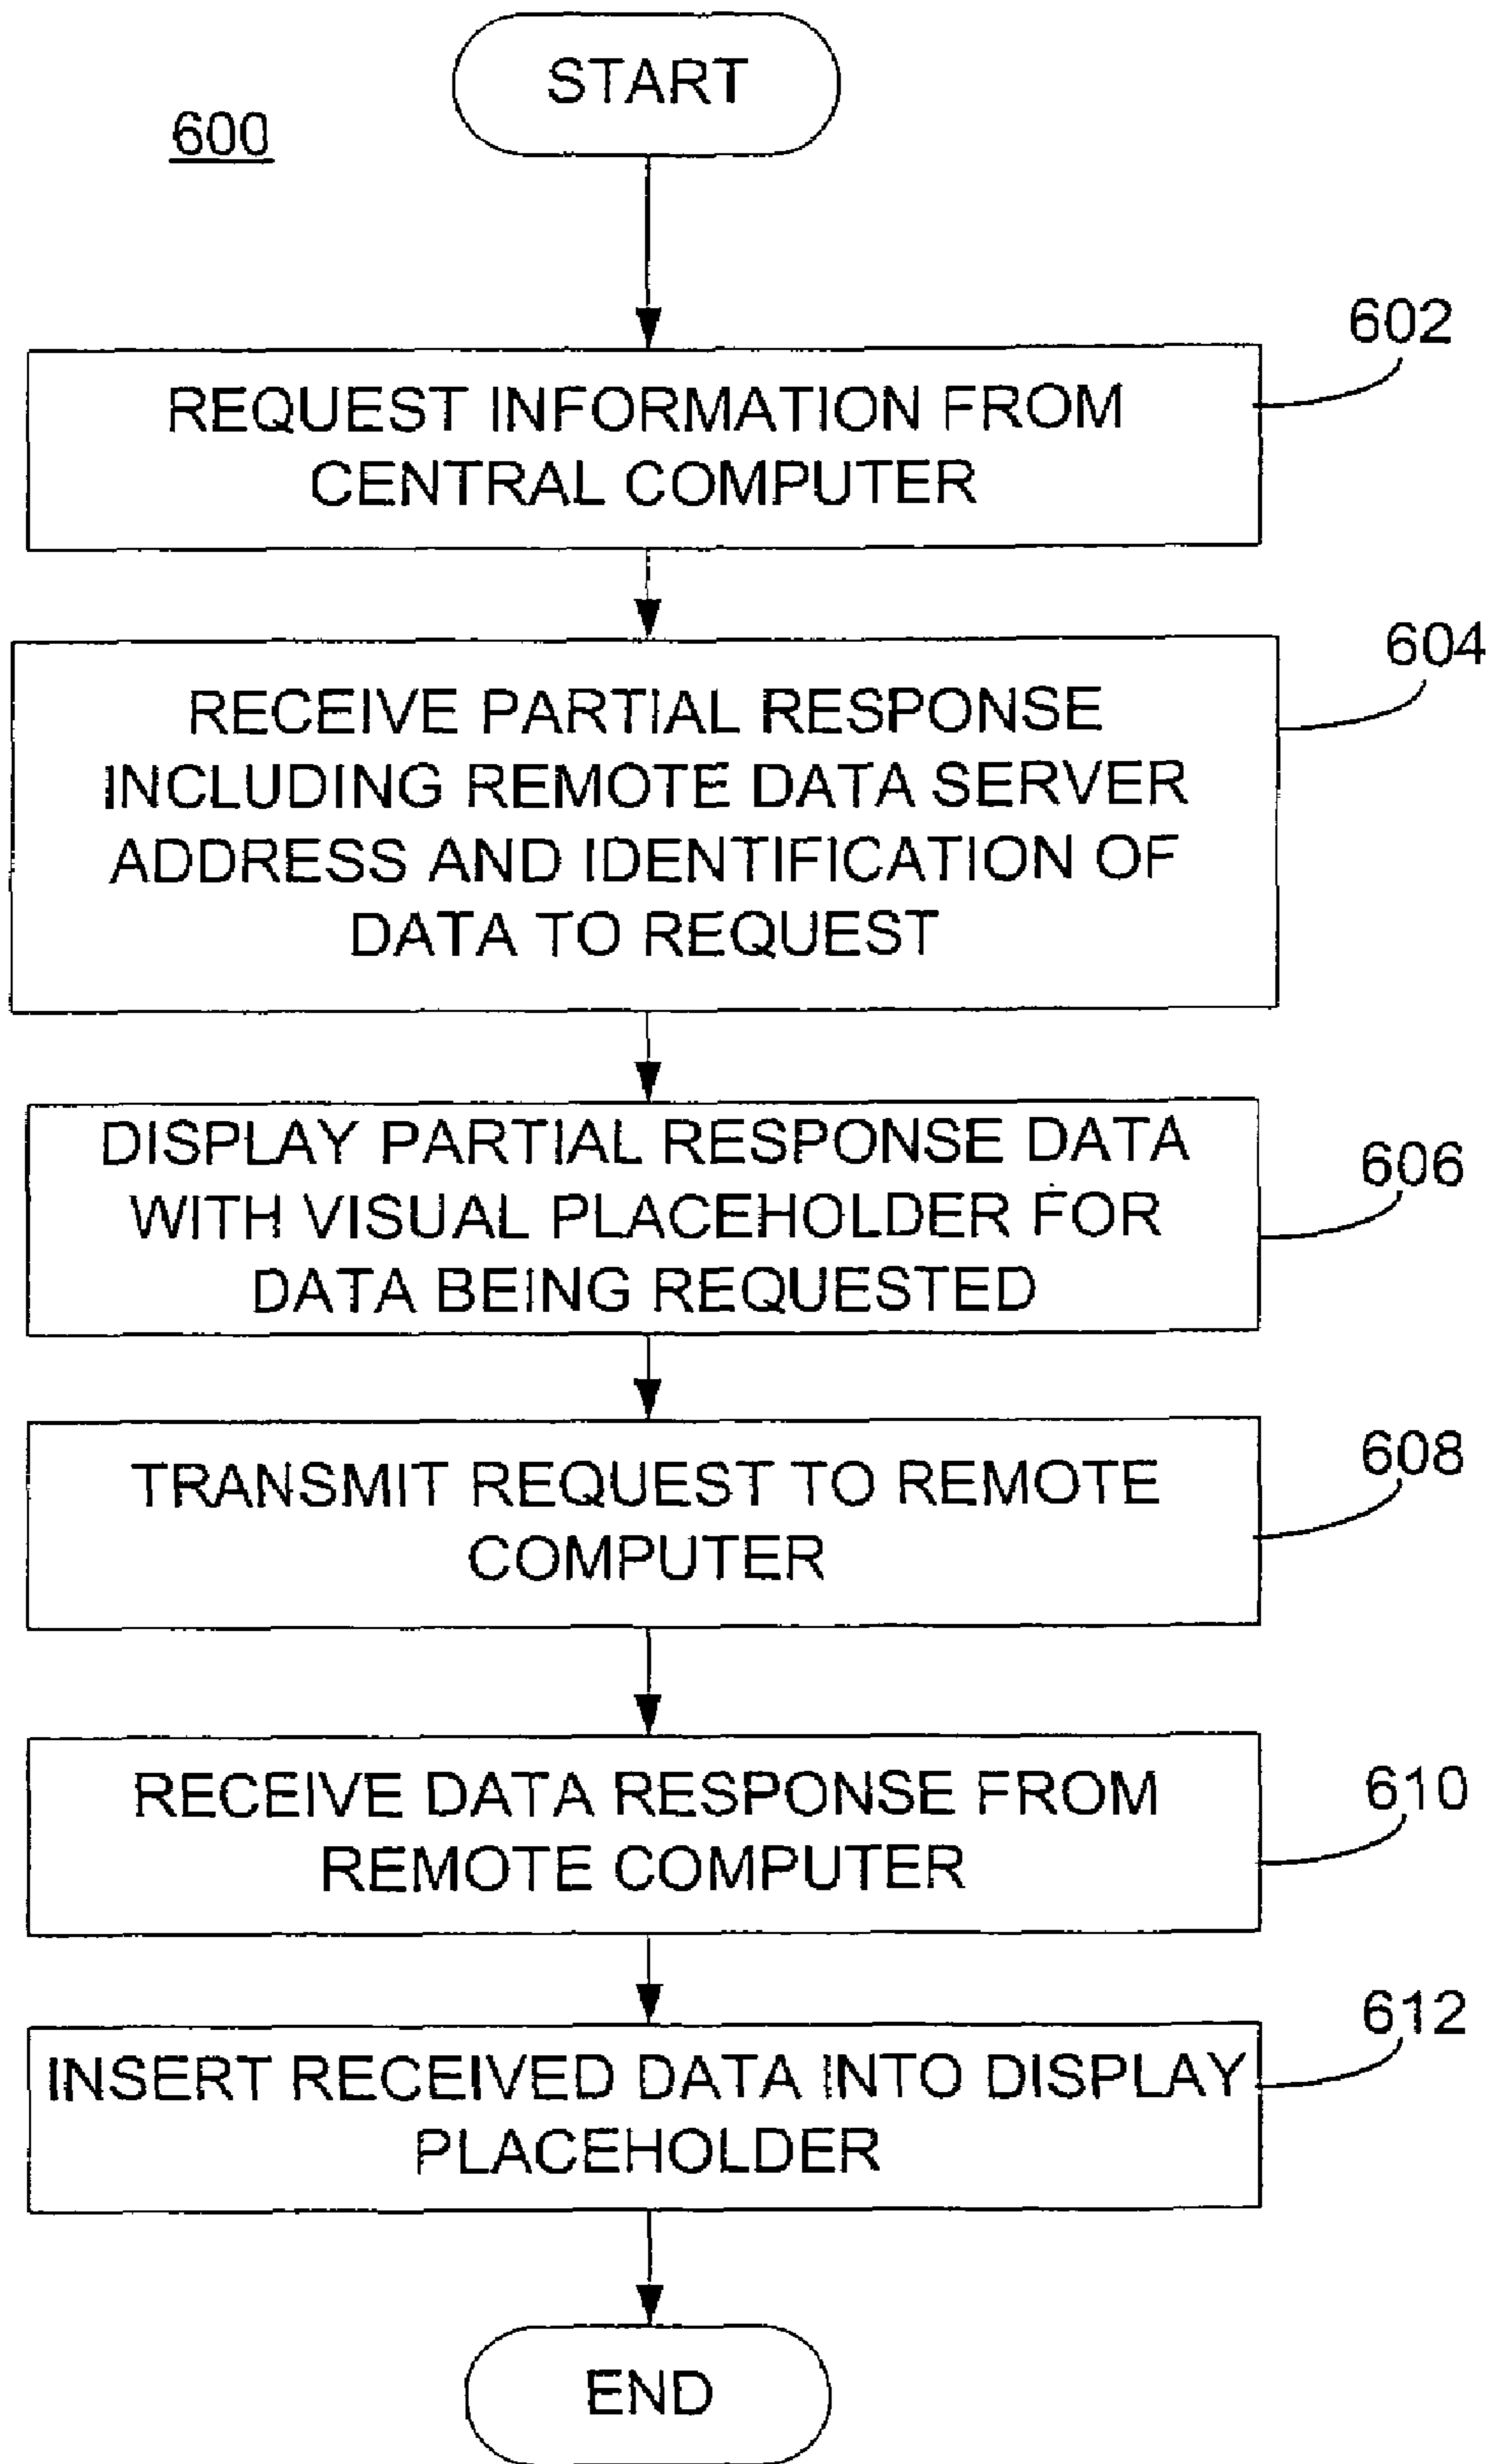 START
600
602
REQUEST INFORMATION FROM
CENTRAL COMPUTER
604
RECEIVE PARTIAL RESPONSE
INCLUDING REMOTE DATA SERVER
ADDRESS AND IDENTIFICATION OF
DATA TO REQUEST
DISPLAY PARTIAL RESPONSE DATA
606
WITH VISUAL PLACEHOLDER FOR
DATA BEING REQUESTED
608
TRANSMIT REQUEST TO REMOTE
COMPUTER
610
RECEIVE DATA RESPONSE FROM
REMOTE COMPUTER
612
INSERT RECEIVED DATA INTO DISPLAY
PLACEHOLDER
END